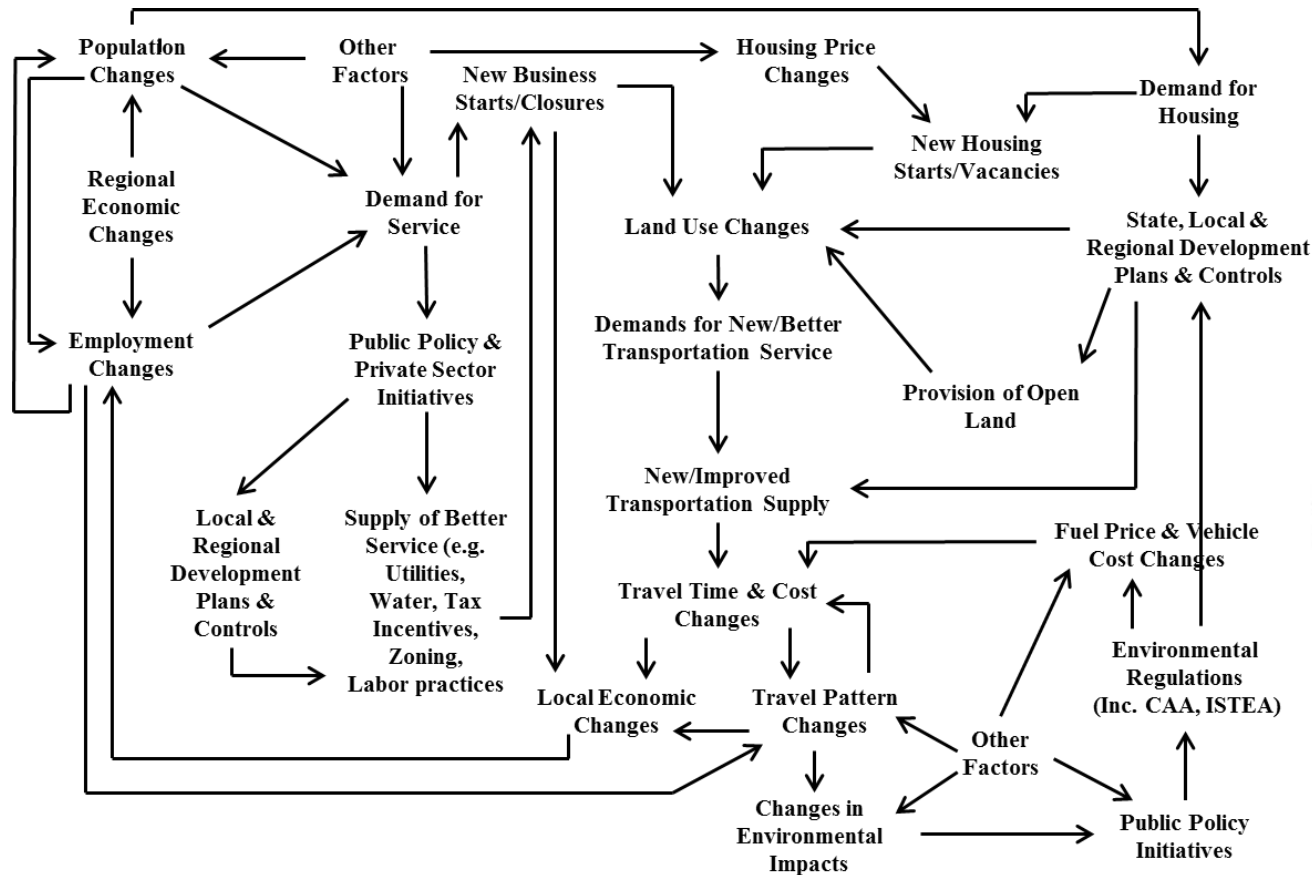 Population
Changes
Other
Factors
Housing Price
Changes
New Business
Starts/Closures
Demand for
Housing
New Housing
Starts/Vacancies
Regional
Economic
Changes
Demand for
Service
Land Use Changes
State, Local &
Regional Development
Plans & Controls
Employment
Changes
Public Policy &
Private Sector
Initiatives
Demands for New/Better
Transportation Service
Provision of Open
Land
New/Improved
Transportation Supply
Local &
Regional
Development
Plans &
Controls
Supply of Better
Service (e.g.
Utilities,
Water, Tax
Incentives,
Zoning,
Labor practices
Fuel Price & Vehicle
Cost Changes
Travel Time & Cost
Changes
Environmental
Regulations
(Inc. CAA, ISTEA)
Local Economic
Changes
Travel Pattern
Changes
Other
Factors
Changes in
Environmental
Impacts
Public Policy
Initiatives